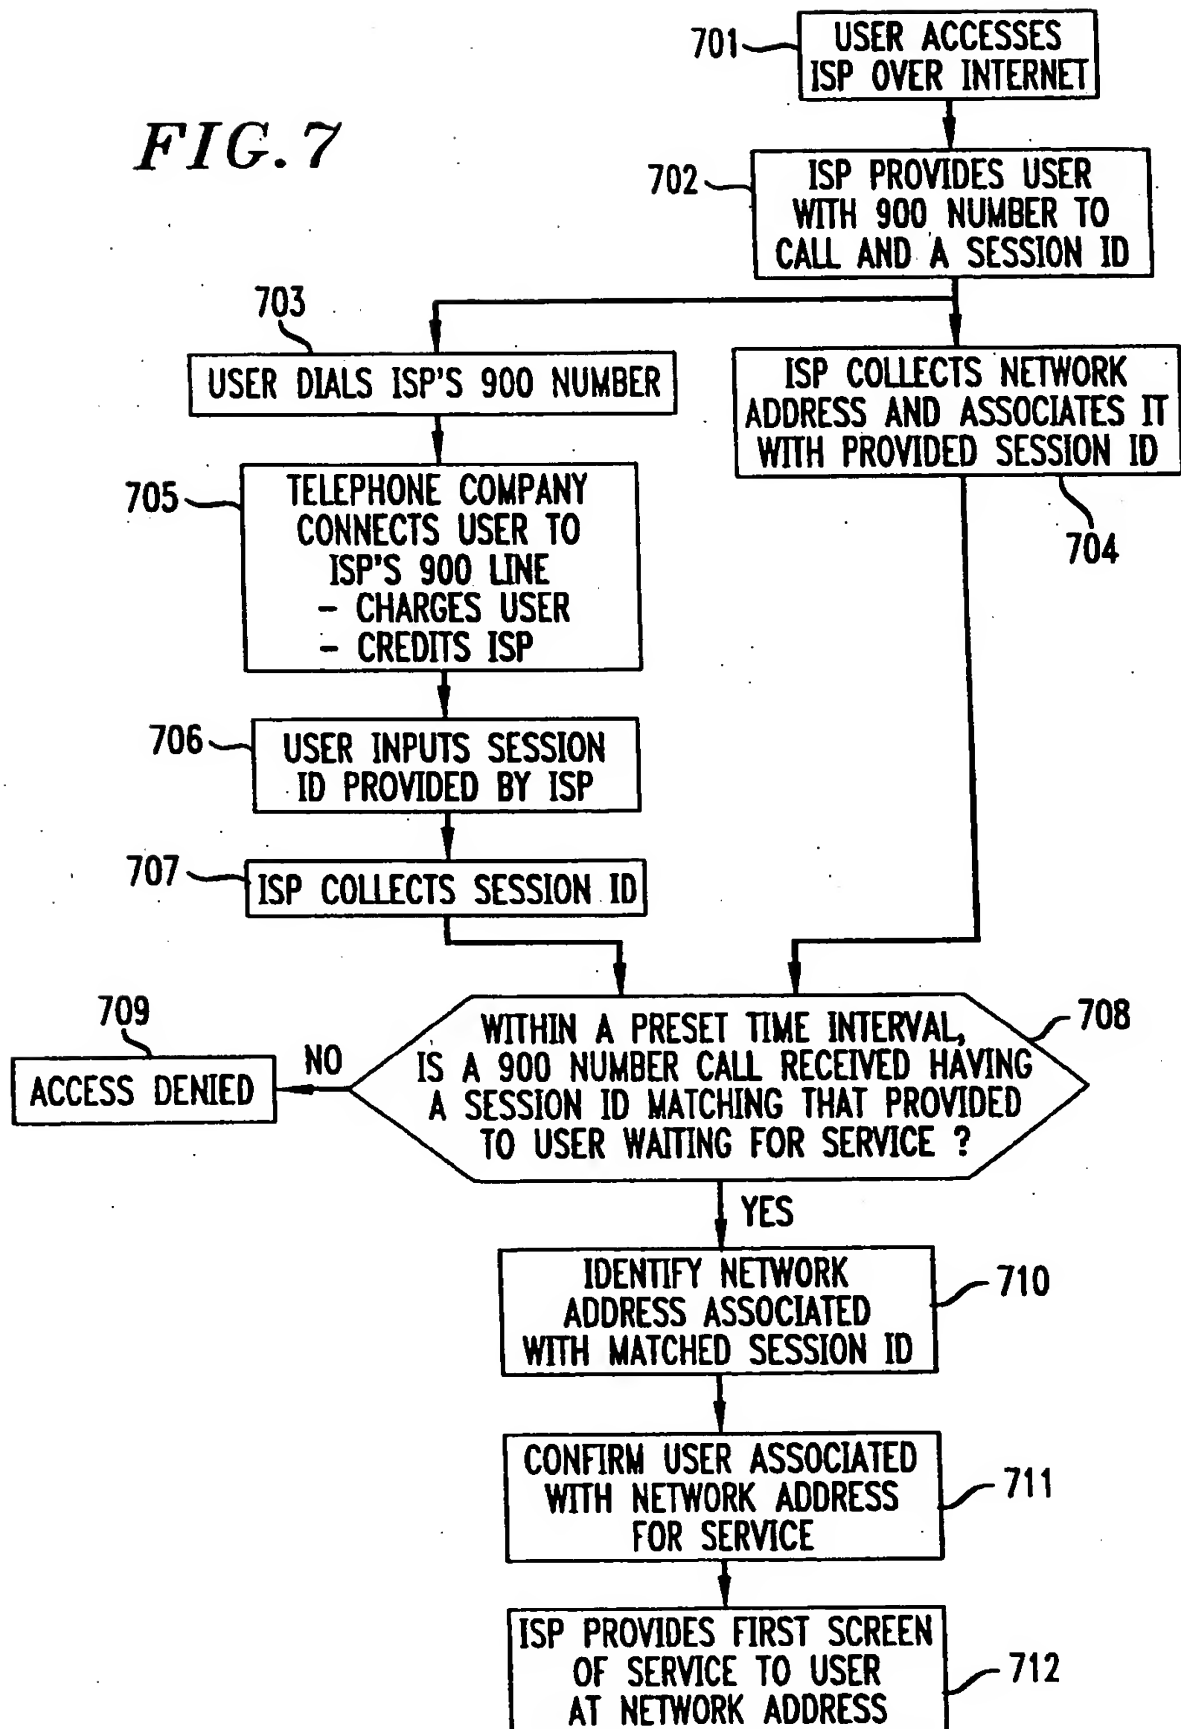 FIG. 7
701
USER ACCESSES
ISP OVER INTERNET
702
ISP PROVIDES USER
WITH 900 NUMBER TO
CALL AND A SESSION ID
703
USER DIALS ISP'S 900 NUMBER
ISP COLLECTS NETWORK
ADDRESS AND ASSOCIATES IT
WITH PROVIDED SESSION ID
704
705
TELEPHONE COMPANY
CONNECTS USER TO
ISP'S 900 LINE
- CHARGES USER
- CREDITS ISP
706
USER INPUTS SESSION
ID PROVIDED BY ISP
707
ISP COLLECTS SESSION ID
708
WITHIN A PRESET TIME INTERVAL,
IS A 900 NUMBER CALL RECEIVED HAVING
A SESSION ID MATCHING THAT PROVIDED
TO USER WAITING FOR SERVICE ?
709
NO
ACCESS DENIED
YES
IDENTIFY NETWORK
ADDRESS ASSOCIATED
WITH MATCHED SESSION ID
710
CONFIRM USER ASSOCIATED
WITH NETWORK ADDRESS
FOR SERVICE
711
ISP PROVIDES FIRST SCREEN
OF SERVICE TO USER
AT NETWORK ADDRESS
712